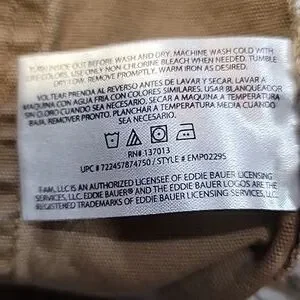 TURN INSIDE OUT BEFORE WASH AND DRY. MACHINE WASH COLD WITH
LIKE COLORS. USE ONLY NON CHLORINE BLEACH WHEN NEEDED. TUMBLE
DRY LOW. REMOVE PROMPTLY. WARM IRON AS DESIRED.
VOLTEAR PRENDA AL REVERSO ANTES DE LAVAR Y SECAR. LAVAR A
MAQUINA CON AGUA FRIA CON COLORES SIMILARES. USAR BLANQUEADOR
SIN CLORO CUANDO SEA NECESARIO. SECAR A MAQUINA A TEMPERATURA
BAJA. REMOVER PRONTAMENTE. PLANCHAR A TEMPERATURA MEDIA CUANDO
SEA NECESARIO.
RN# 137013
UPC # 722457874750 / STYLE # EMP0229S
F&M, LLC IS AN AUTHORIZED LICENSEE OF EDDIE BAUER LICENSING
SERVICES, LLC. EDDIE BAUER® AND THE EDDIE BAUER LOGOS ARE THE
REGISTERED TRADEMARKS OF EDDIE BAUER LICENSING SERVICES, LLC.